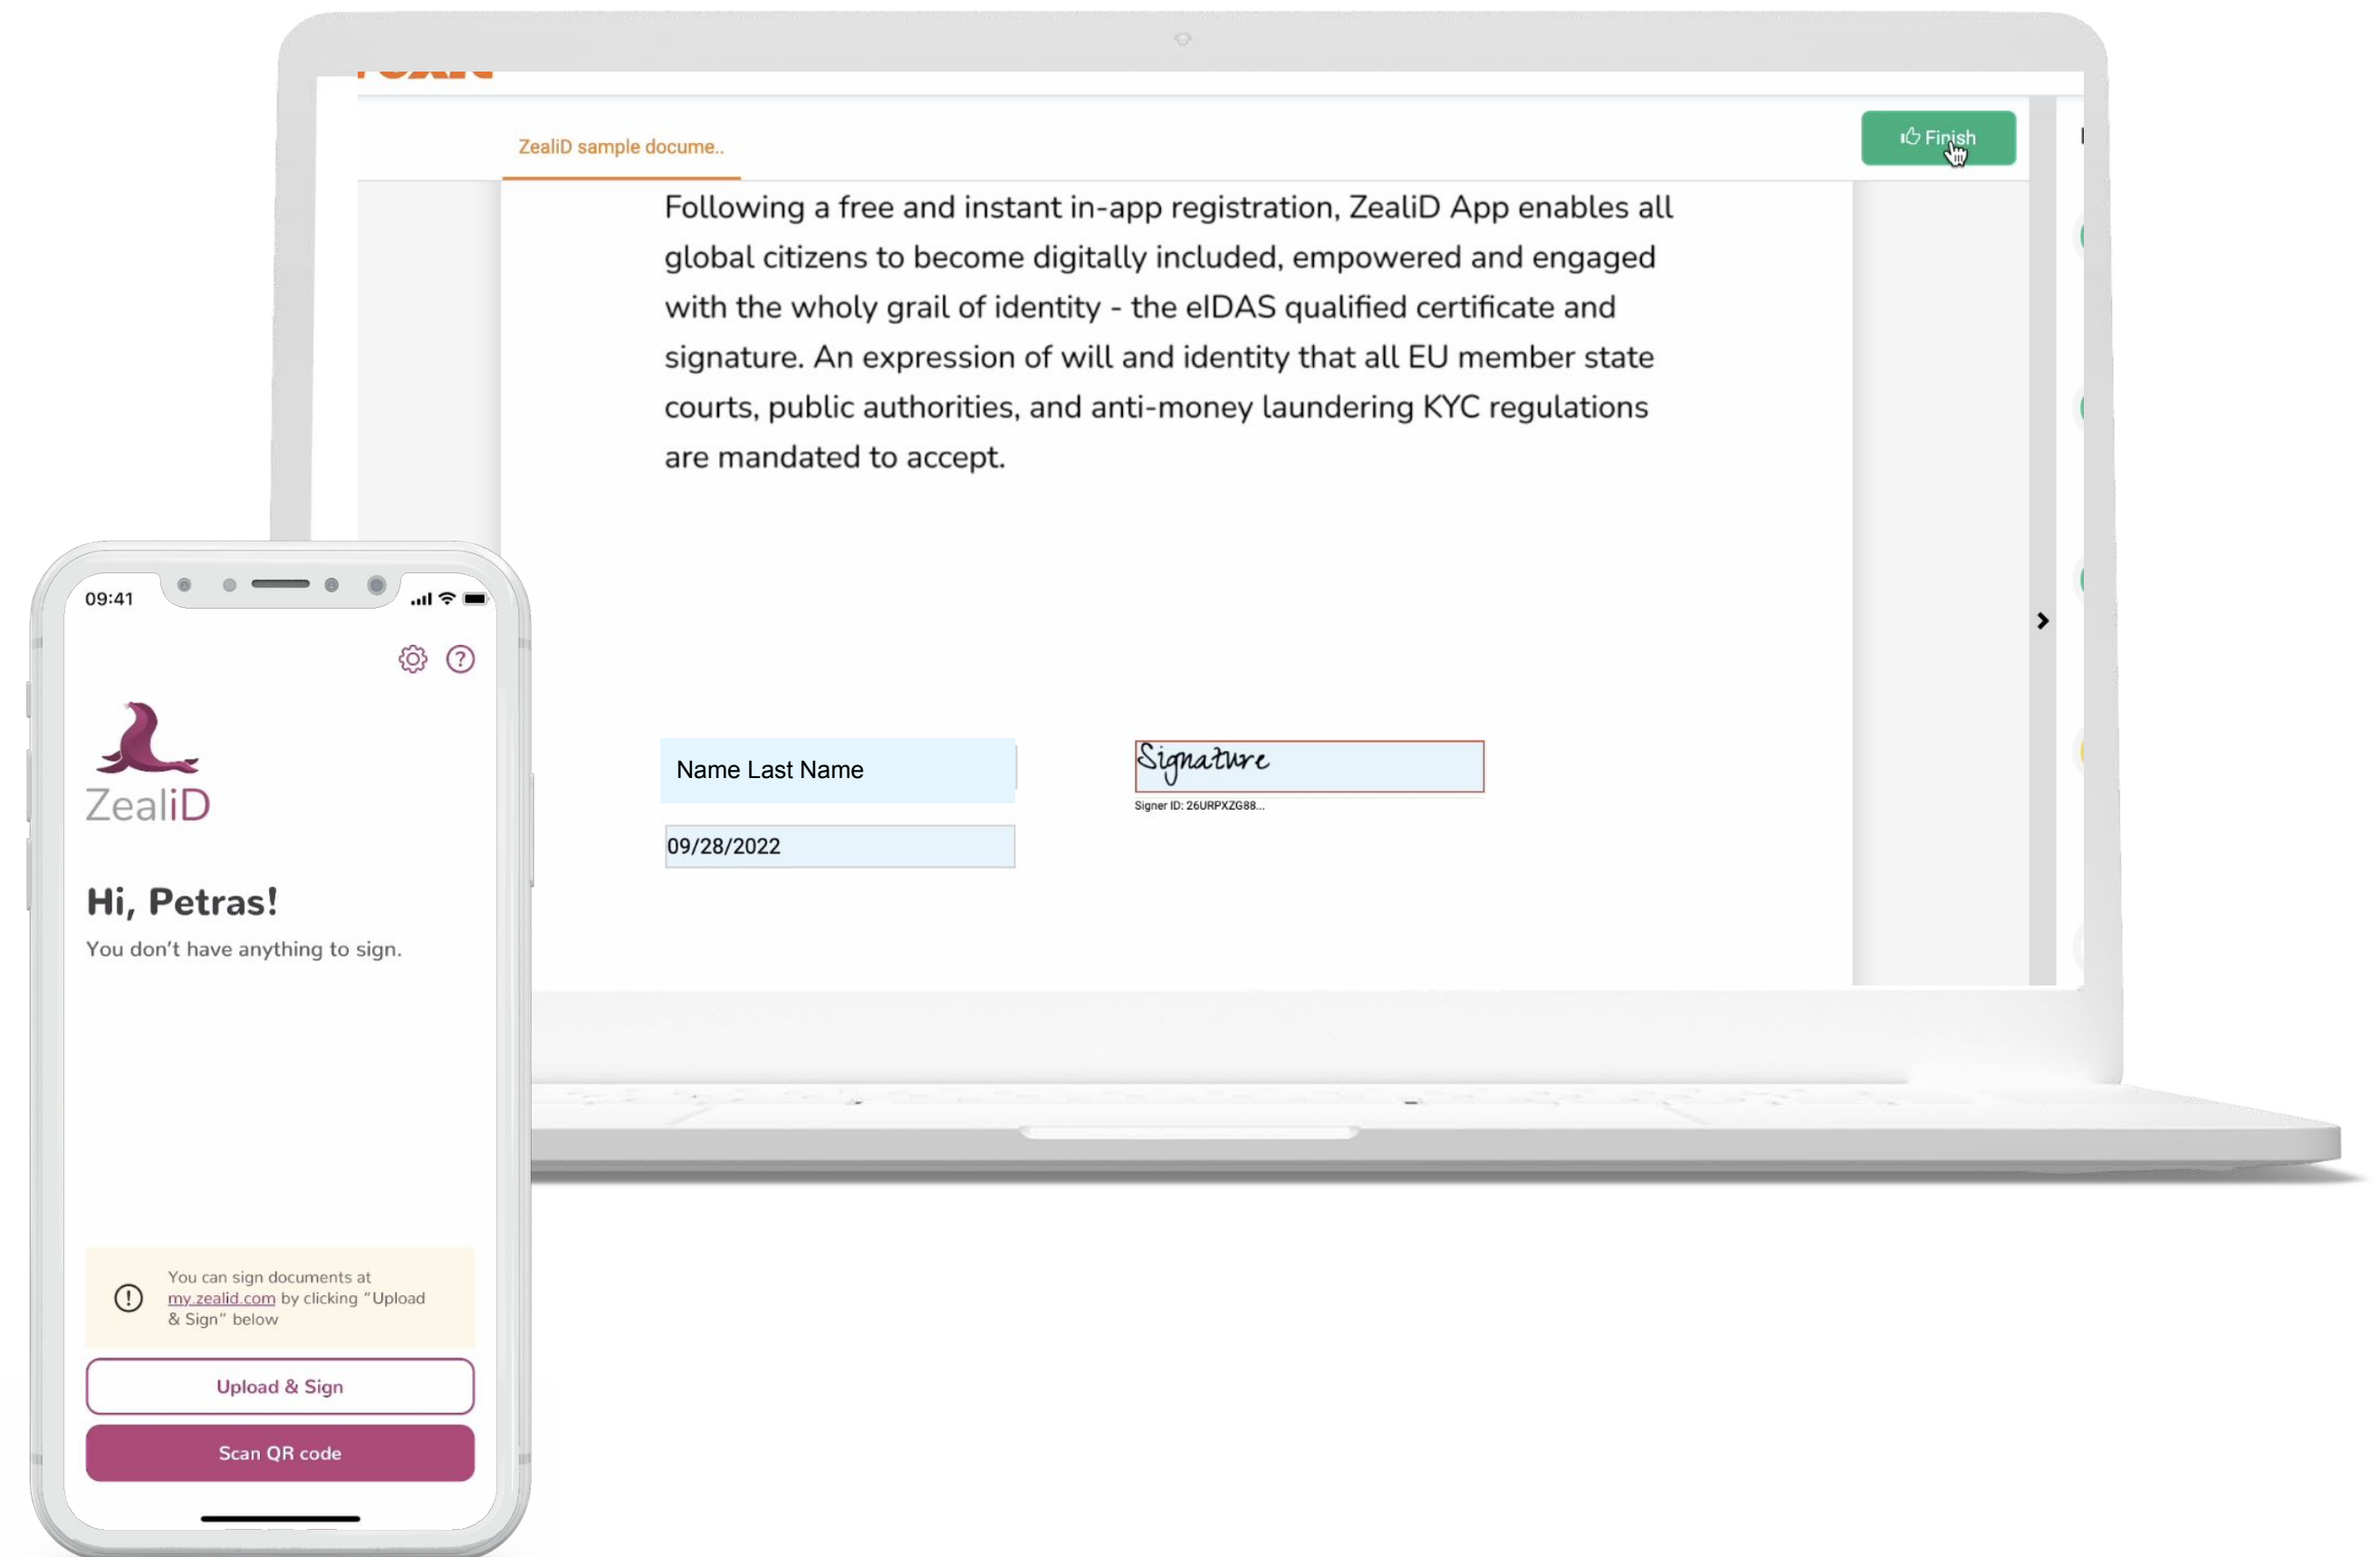 ZealiD sample docume..
Finish
Following a free and instant in-app registration, ZealiD App enables all
global citizens to become digitally included, empowered and engaged
with the wholy grail of identity - the eIDAS qualified certificate and
signature. An expression of will and identity that all EU member state
courts, public authorities, and anti-money laundering KYC regulations
are mandated to accept.
Name Last Name
Signature
Signer ID: 26URPXZG88...
09/28/2022
09:41
ZealiD
Hi, Petras!
You don't have anything to sign.
You can sign documents at
my.zealid.com by clicking "Upload
& Sign" below
Upload & Sign
Scan QR code